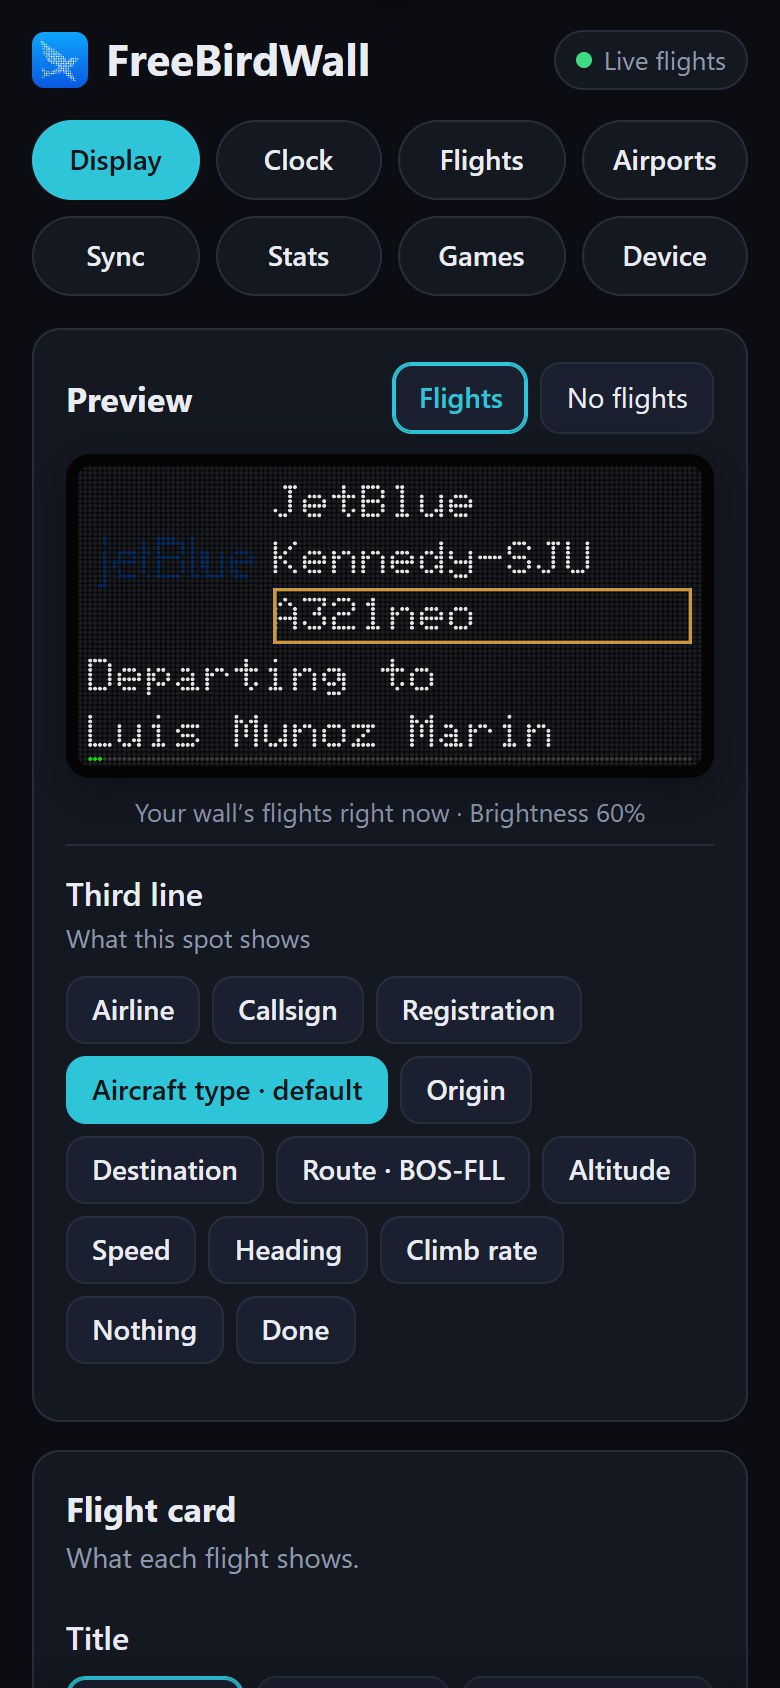 FreeBirdWall
Live flights
Display Clock Flights Airports
Sync Stats Games Device
Preview
Flights No flights
JetBlue
jetBlue Kennedy-SJU
A321neo
Departing to
Luis Munoz Marin
Your wall’s flights right now · Brightness 60%
Third line
What this spot shows
Airline Callsign Registration
Aircraft type · default Origin
Destination Route · BOS-FLL Altitude
Speed Heading Climb rate
Nothing Done
Flight card
What each flight shows.
Title